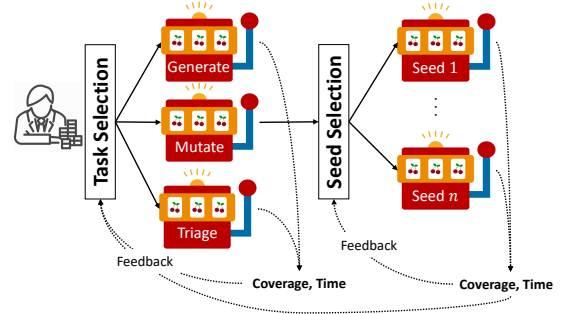 Task Selection
Generate
Mutate
Triage
Feedback
Coverage, Time
Seed Selection
Seed 1
⋮
Seed n
Feedback
Coverage, Time